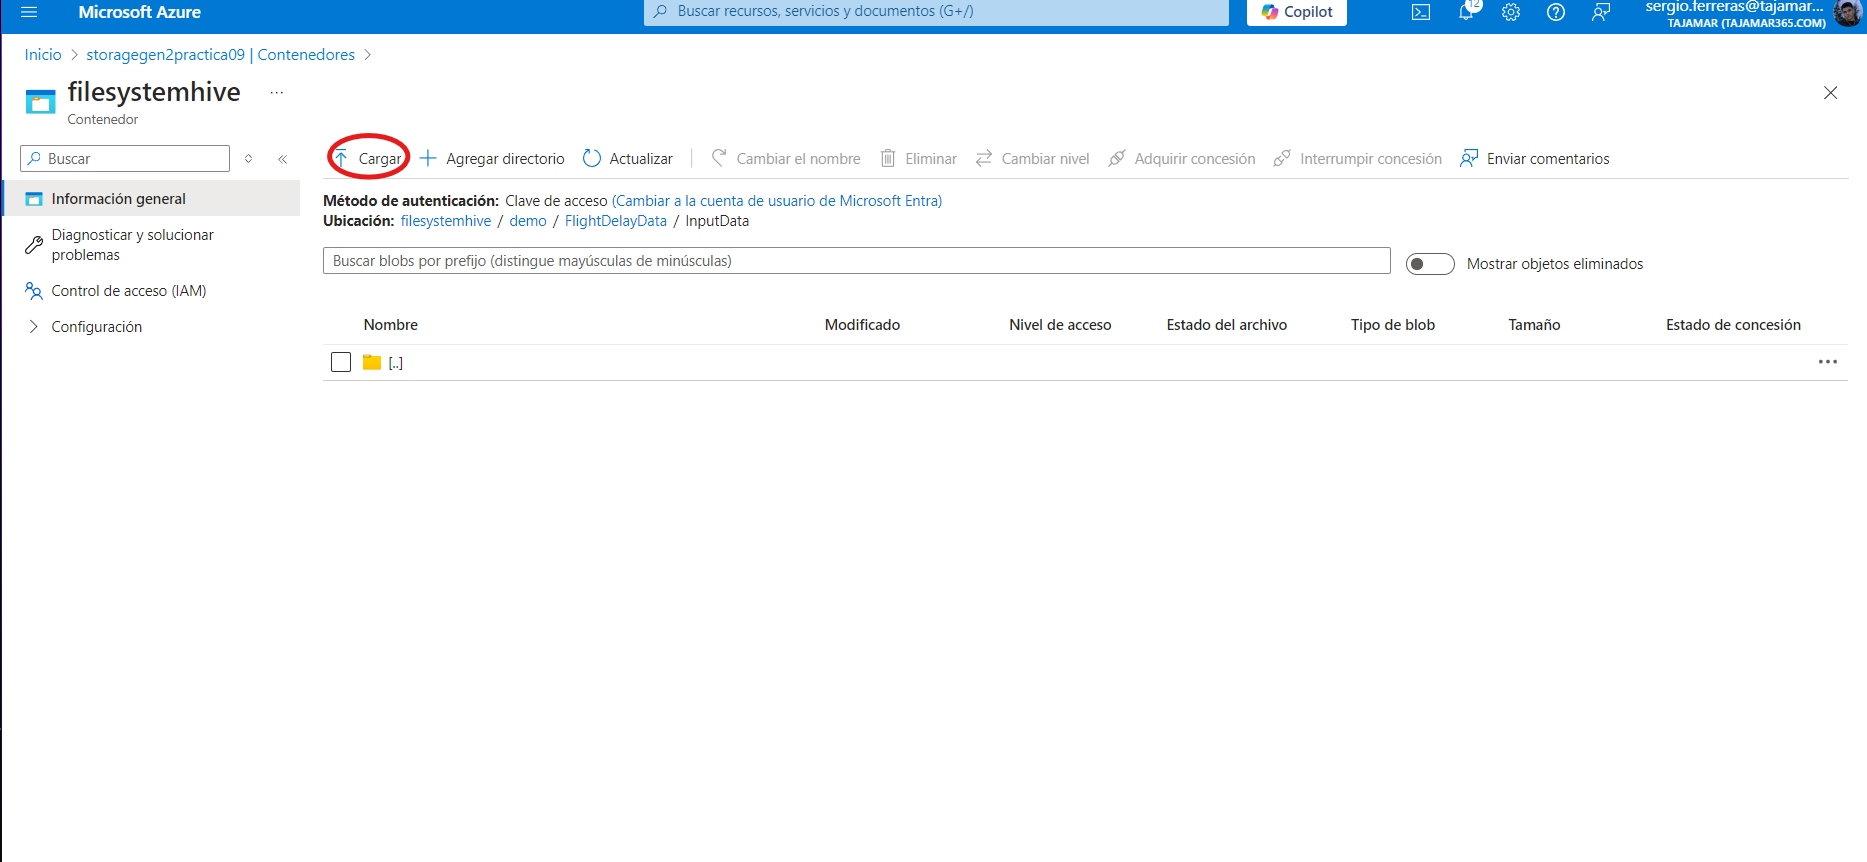 Microsoft Azure
Buscar recursos, servicios y documentos (G+/)
Copilot
12
sergio.ferreras@tajamar...
TAJAMAR (TAJAMAR365.COM)
Inicio > storagegen2practica09 | Contenedores >
filesystemhive ...
Contenedor
Buscar
«
Cargar
Agregar directorio
Actualizar
Cambiar el nombre
Eliminar
Cambiar nivel
Adquirir concesión
Interrumpir concesión
Enviar comentarios
Información general
Diagnosticar y solucionar
problemas
Control de acceso (IAM)
Configuración
Método de autenticación: Clave de acceso (Cambiar a la cuenta de usuario de Microsoft Entra)
Ubicación: filesystemhive / demo / FlightDelayData / InputData
Buscar blobs por prefijo (distingue mayúsculas de minúsculas)
Mostrar objetos eliminados
Nombre Modificado Nivel de acceso Estado del archivo Tipo de blob Tamaño Estado de concesión
[..]